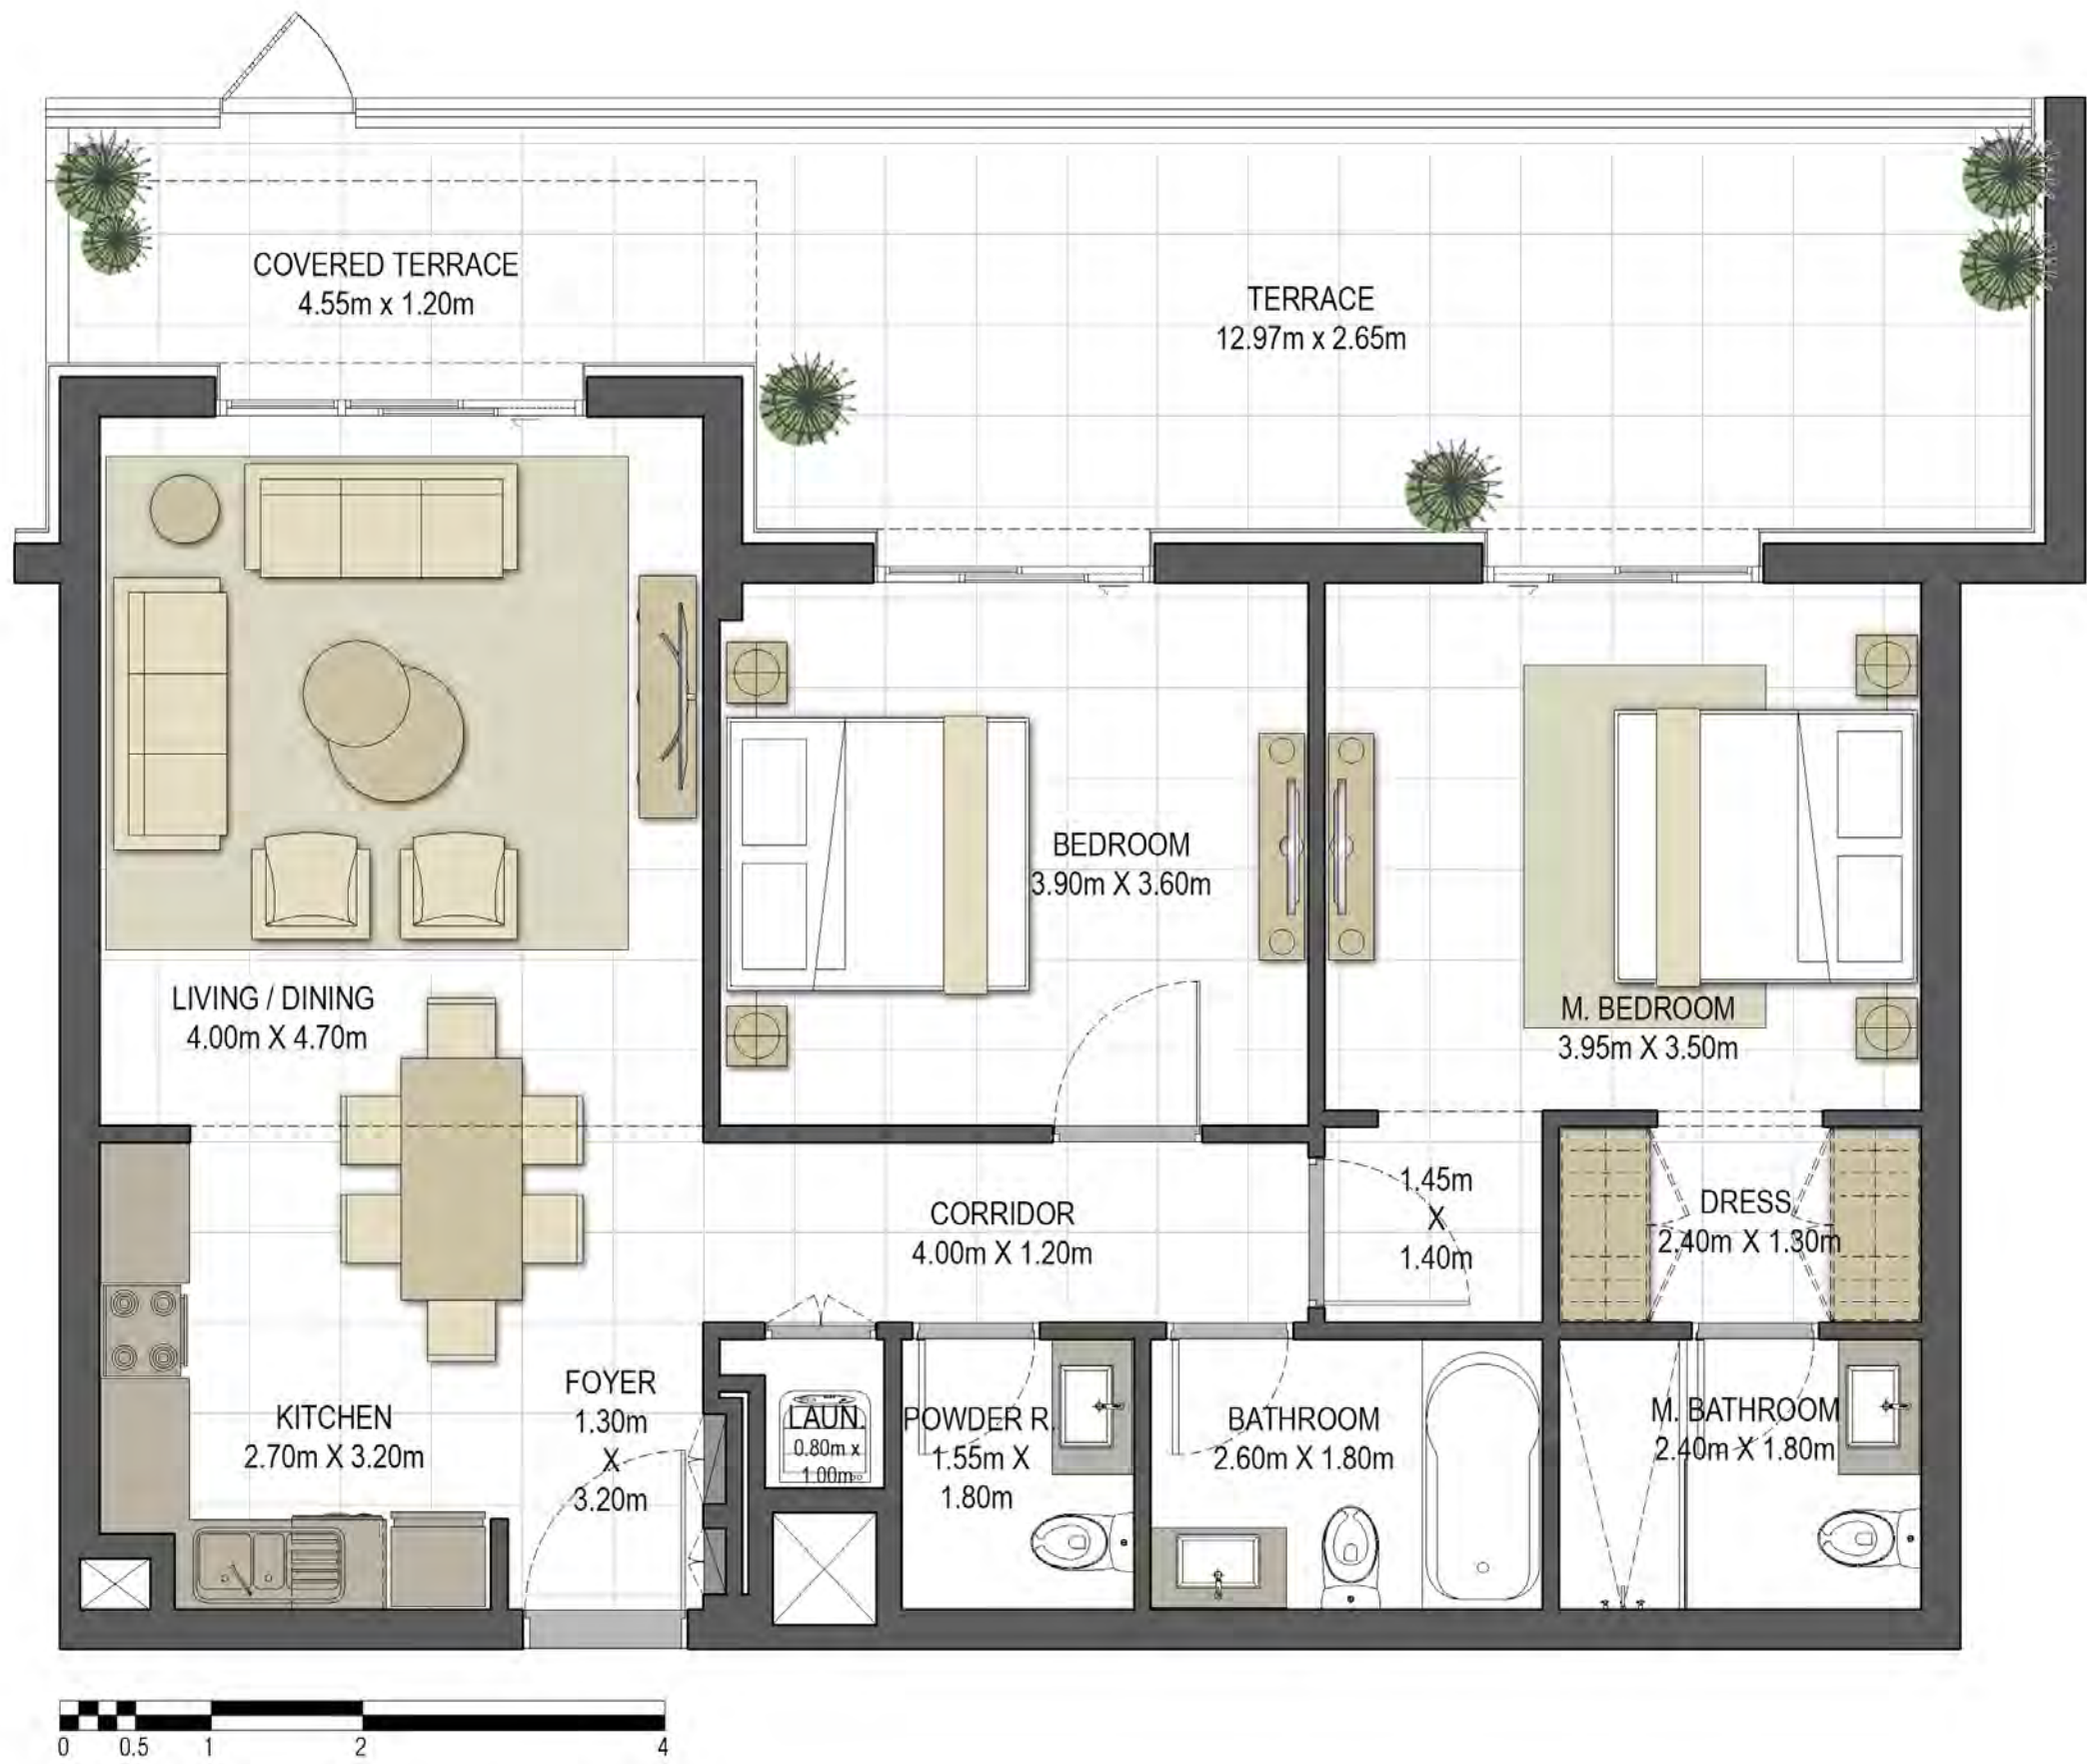 COVERED TERRACE
4.55m x 1.20m
TERRACE
12.97m x 2.65m
BEDROOM
3.90m X 3.60m
LIVING / DINING
4.00m X 4.70m
M. BEDROOM
3.95m X 3.50m
CORRIDOR
4.00m X 1.20m
1.45m
X
1.40m
DRESS
2.40m X 1.30m
KITCHEN
2.70m X 3.20m
FOYER
1.30m
X
3.20m
LAUN.
0.80m x
1.00m
POWDER R.
1.55m X
1.80m
BATHROOM
2.60m X 1.80m
M. BATHROOM
2.40m X 1.80m
0 0.5 1 2 4